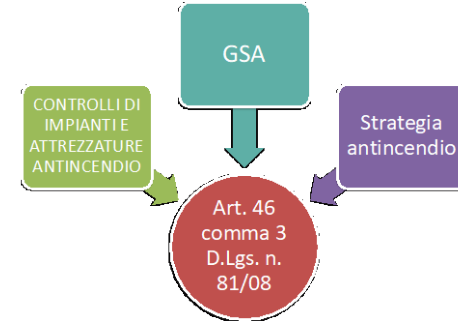 GSA
CONTROLLI DI
IMPIANTI E
ATTREZZATURE
ANTINCENDIO
Strategia
antincendio
Art. 46
comma 3
D.Lgs. n.
81/08